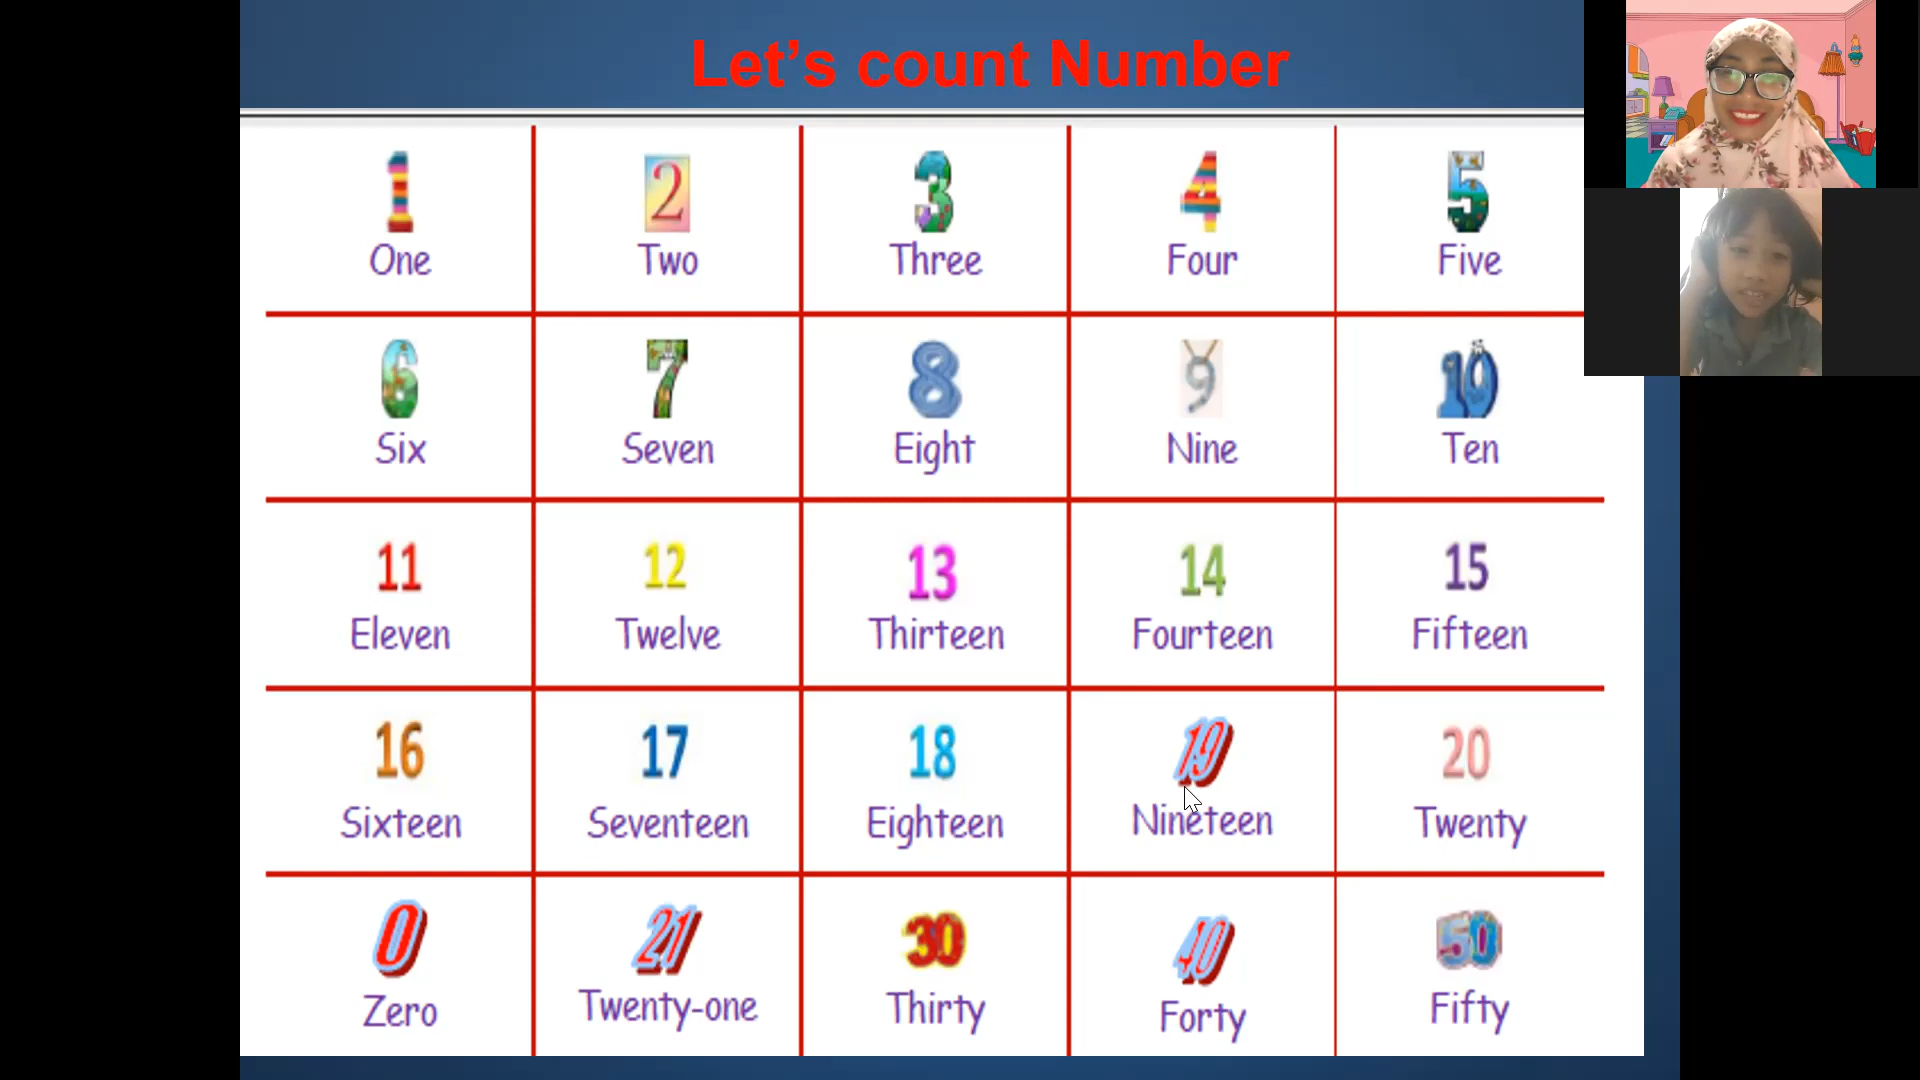 Let's count Number
1 2 3 4 5
One Two Three Four Five
6 7 8 9 10
Six Seven Eight Nine Ten
11 12 13 14 15
Eleven Twelve Thirteen Fourteen Fifteen
16 17 18 19 20
Sixteen Seventeen Eighteen Nineteen Twenty
0 21 30 40 50
Zero Twenty-one Thirty Forty Fifty